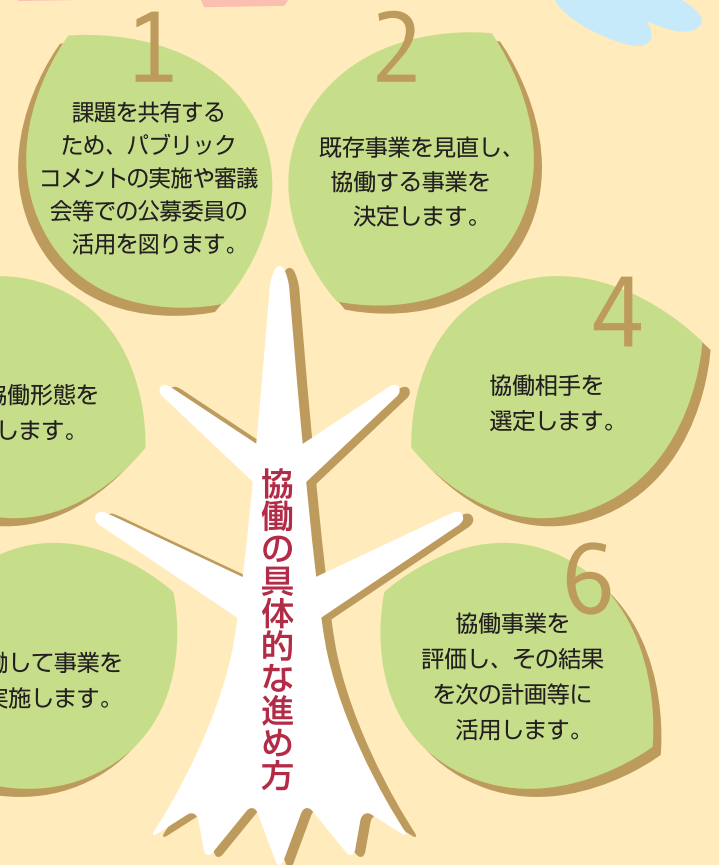 1
課題を共有する
ため、パブリック
コメントの実施や審議
会等での公募委員の
活用を図ります。
2
既存事業を見直し、
協働する事業を
決定します。
働形態を
します。
4
協働相手を
選定します。
協働の具体的な進め方
して事業を
施します。
6
協働事業を
評価し、その結果
を次の計画等に
活用します。